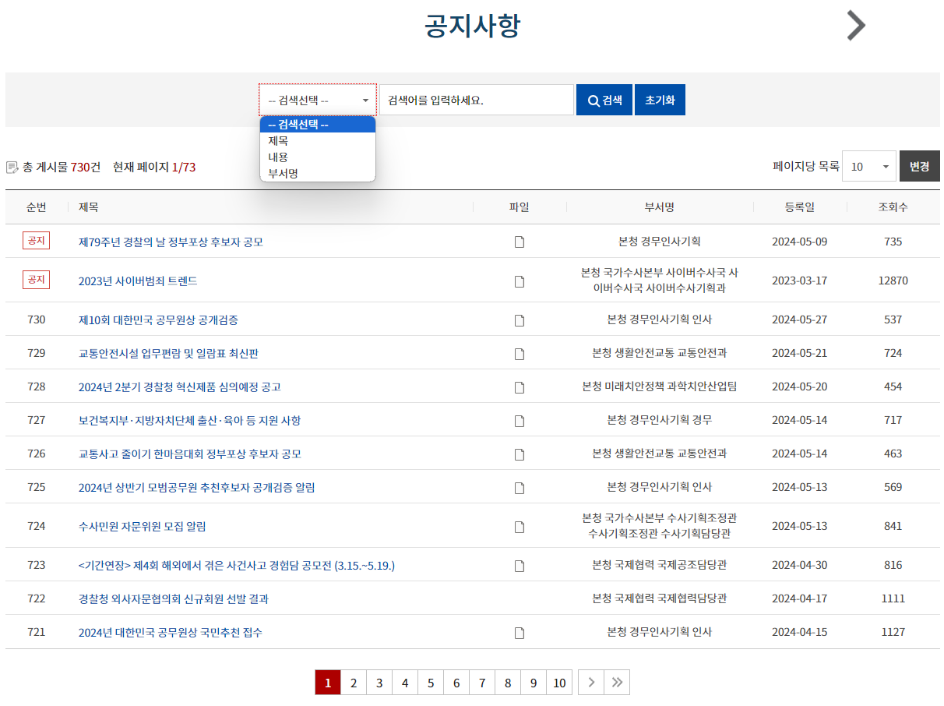 공지사항
-- 검색선택 --
검색어를 입력하세요.
검색
초기화
-- 검색선택 --
제목
내용
부서명
총 게시물 730건 현재 페이지 1/73
페이지당 목록 10 변경
순번 제목 파일 부서명 등록일 조회수
공지 제79주년 경찰의 날 정부포상 후보자 공모 본청 경무인사기획 2024-05-09 735
공지 2023년 사이버범죄 트렌드 본청 국가수사본부 사이버수사국 사
이버수사국 사이버수사기획과 2023-03-17 12870
730 제10회 대한민국 공무원상 공개검증 본청 경무인사기획 인사 2024-05-27 537
729 교통안전시설 업무편람 및 일람표 최신판 본청 생활안전교통 교통안전과 2024-05-21 724
728 2024년 2분기 경찰청 혁신제품 심의예정 공고 본청 미래치안정책 과학치안산업팀 2024-05-20 454
727 보건복지부·지방자치단체 출산·육아 등 지원 사항 본청 경무인사기획 경무 2024-05-14 717
726 교통사고 줄이기 한마음대회 정부포상 후보자 공모 본청 생활안전교통 교통안전과 2024-05-14 463
725 2024년 상반기 모범공무원 추천후보자 공개검증 알림 본청 경무인사기획 인사 2024-05-13 569
724 수사민원 자문위원 모집 알림 본청 국가수사본부 수사기획조정관
수사기획조정관 수사기획담당관 2024-05-13 841
723 <기간연장> 제4회 해외에서 겪은 사건사고 경험담 공모전 (3.15.~5.19.) 본청 국제협력 국제공조담당관 2024-04-30 816
722 경찰청 외사자문협의회 신규회원 선발 결과 본청 국제협력 국제협력담당관 2024-04-17 1111
721 2024년 대한민국 공무원상 국민추천 접수 본청 경무인사기획 인사 2024-04-15 1127
1 2 3 4 5 6 7 8 9 10